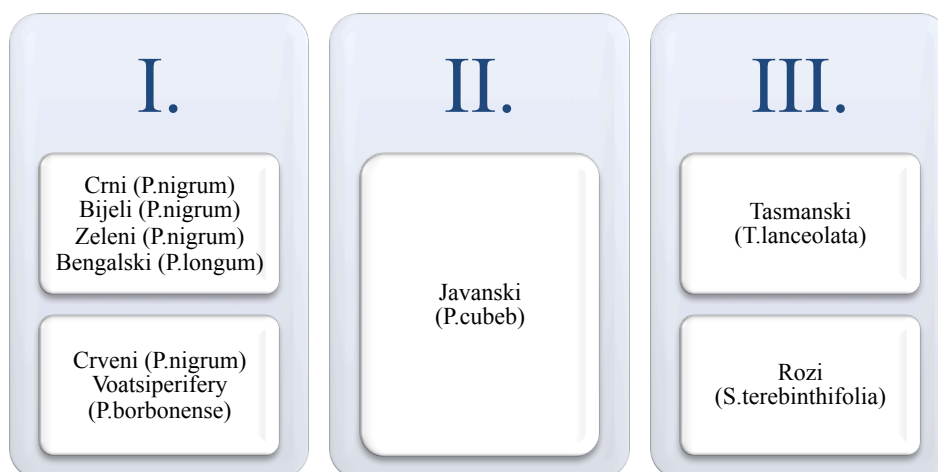 I.
Crni (P.nigrum)
Bijeli (P.nigrum)
Zeleni (P.nigrum)
Bengalski (P.longum)
Crveni (P.nigrum)
Voatsiperifery
(P.borbonense)
II.
Javanski
(P.cubeb)
III.
Tasmanski
(T.lanceolata)
Rozi
(S.terebinthifolia)